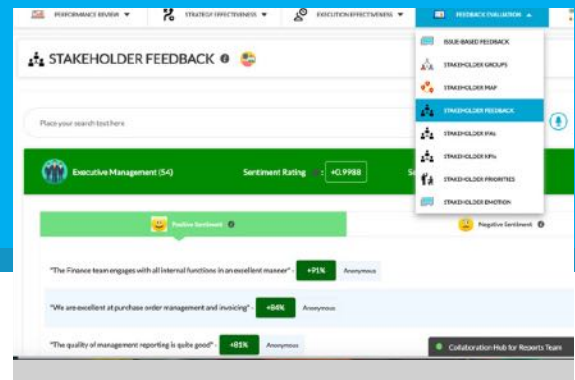 PERFORMANCE REVIEW
STRATEGY EFFECTIVENESS
EXECUTION EFFECTIVENESS
FEEDBACK EVALUATION
ISSUE-BASED FEEDBACK
STAKEHOLDER GROUPS
STAKEHOLDER MAP
STAKEHOLDER FEEDBACK
STAKEHOLDER
STAKEHOLDER KPIs
STAKEHOLDER PRIORITIES
STAKEHOLDER EMOTION
STAKEHOLDER FEEDBACK
Place your search text here
Executive Management (54)
Sentiment Rating : +0.9988
Positive Sentiment
Negative Sentiment
"The Finance team engages with all internal functions in an excellent manner" - +91% Anonymous
"We are excellent at purchase order management and invoicing" - +84% Anonymous
"The quality of management reporting is quite good" - +81% Anonymous
Collaboration Hub for Reports Team